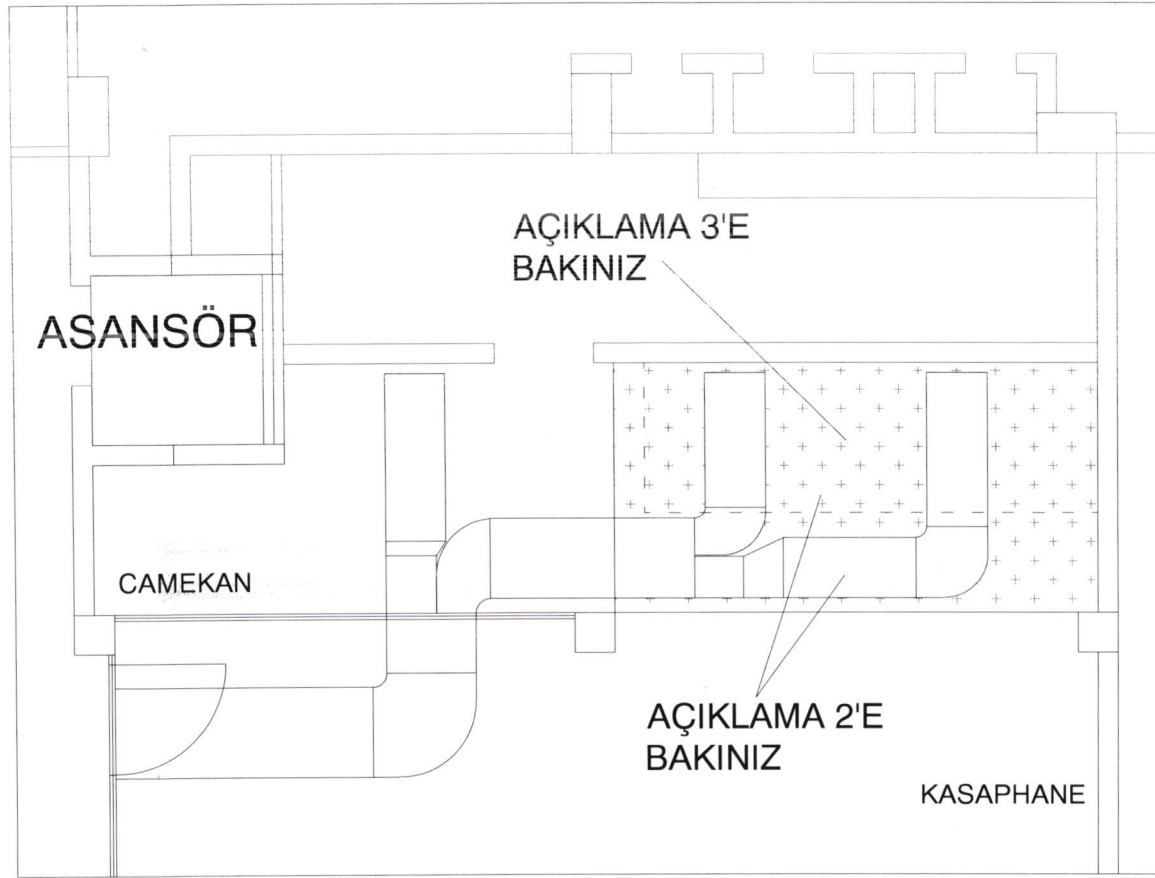 AÇIKLAMA 3'E
BAKINIZ
ASANSÖR
CAMEKAN
AÇIKLAMA 2'E
BAKINIZ
KASAPHANE